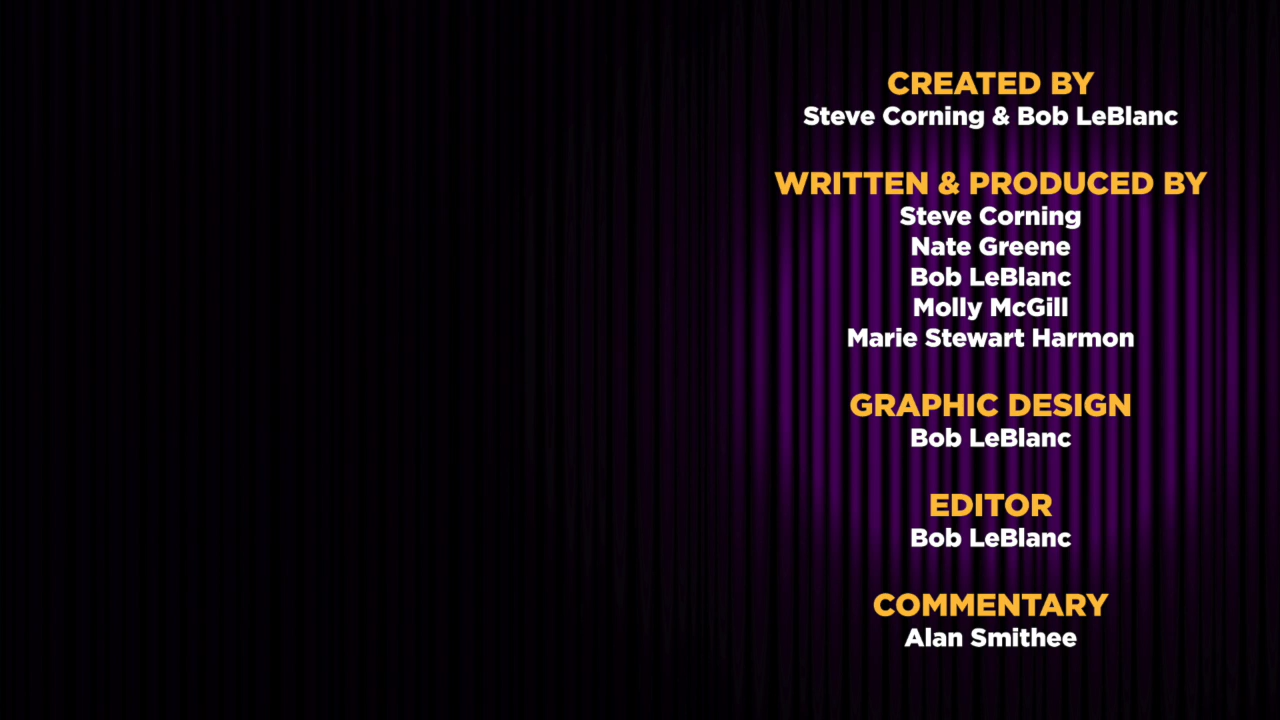 CREATED BY
Steve Corning & Bob LeBlanc
WRITTEN & PRODUCED BY
Steve Corning
Nate Greene
Bob LeBlanc
Molly McGill
Marie Stewart Harmon
GRAPHIC DESIGN
Bob LeBlanc
EDITOR
Bob LeBlanc
COMMENTARY
Alan Smithee